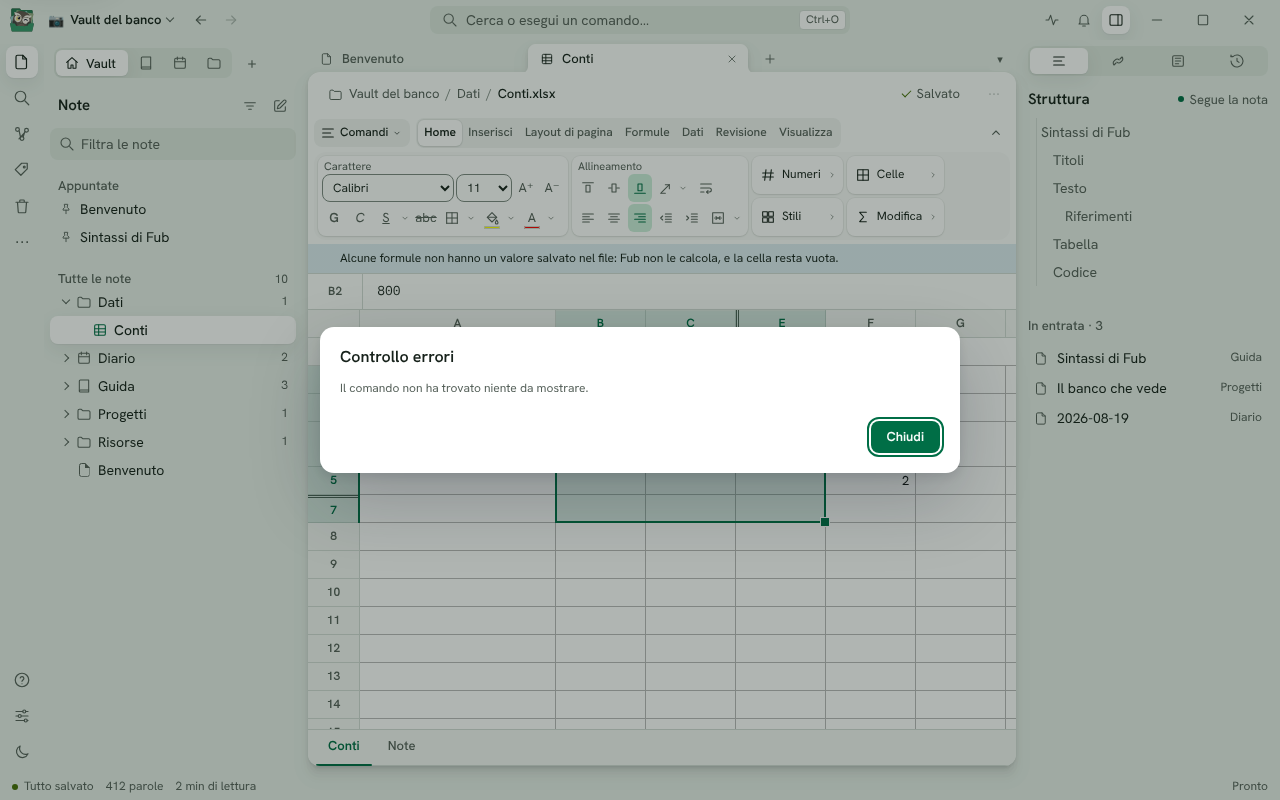 Vault del banco
Cerca o esegui un comando...
Ctrl+O
Vault
Benvenuto
Conti
Note
Filtra le note
Appuntate
Benvenuto
Sintassi di Fub
Tutte le note 10
Dati 1
Conti
Diario 2
Guida 3
Progetti 1
Risorse 1
Benvenuto
Vault del banco / Dati / Conti.xlsx
Salvato
Comandi
Home Inserisci Layout di pagina Formule Dati Revisione Visualizza
Carattere
Calibri
11
A⁺ A⁻
G C S abc A
Allineamento
Numeri
Celle
Stili
Modifica
Alcune formule non hanno un valore salvato nel file: Fub non le calcola, e la cella resta vuota.
B2 800
A B C E F G
Controllo errori
Il comando non ha trovato niente da mostrare.
Chiudi
5 2
7
8
9
10
11
12
13
14
Conti Note
Struttura
Segue la nota
Sintassi di Fub
Titoli
Testo
Riferimenti
Tabella
Codice
In entrata · 3
Sintassi di Fub Guida
Il banco che vede Progetti
2026-08-19 Diario
Tutto salvato 412 parole 2 min di lettura
Pronto